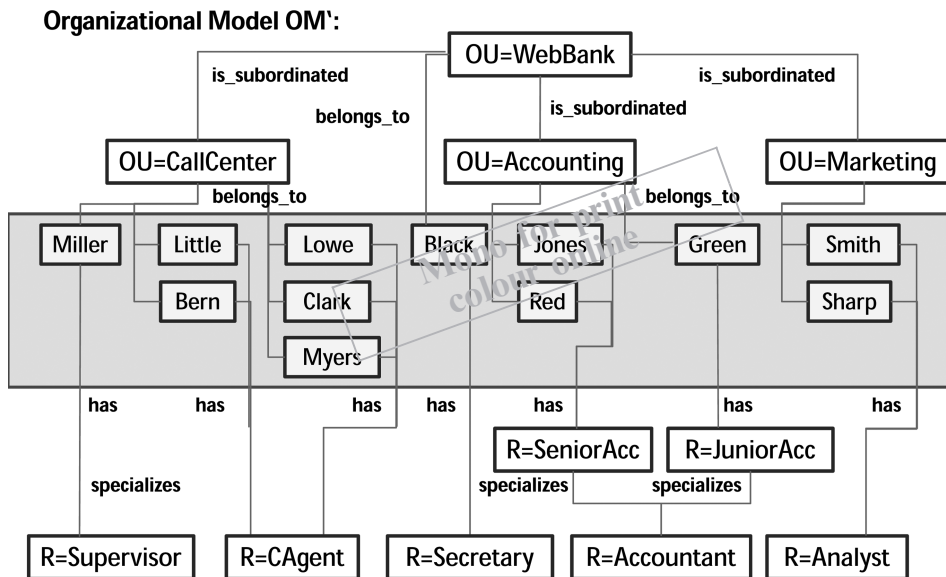 Organizational Model OM‘:
OU=WebBank
is_subordinated
is_subordinated
is_subordinated
belongs_to
OU=CallCenter
OU=Accounting
OU=Marketing
belongs_to
belongs_to
Miller
Little
Lowe
Black
Jones
Green
Smith
Bern
Clark
Red
Sharp
Myers
Mono for print
colour online
has
has
has
has
has
has
has
R=SeniorAcc
R=JuniorAcc
specializes
specializes
specializes
R=Supervisor
R=CAgent
R=Secretary
R=Accountant
R=Analyst